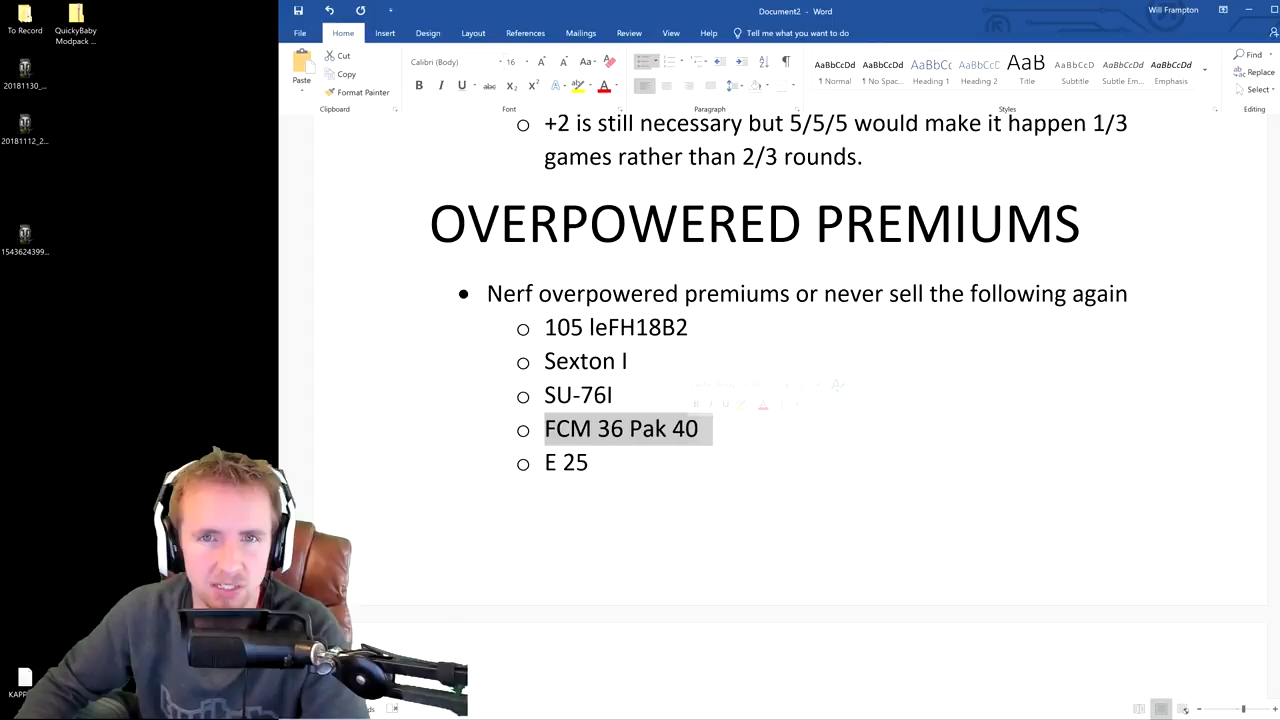 Document2 - Word
Will Frampton
File Home Insert Design Layout References Mailings Review View Help Tell me what you want to do
To Record
QuickyBaby
Modpack ...
20181130_...
20181112_2...
1543624399...
KAPP
Paste
Cut
Copy
Format Painter
Clipboard
Calibri (Body) 16
Font
Paragraph
AaBbCcDd AaBbCcDd AaBbCc AaBbCcD AaB AaBbCcD AaBbCcDd AaBbCcDd
¶ Normal ¶ No Spac... Heading 1 Heading 2 Title Subtitle Subtle Em... Emphasis
Styles
Find
Replace
Select
Editing
o +2 is still necessary but 5/5/5 would make it happen 1/3
games rather than 2/3 rounds.
OVERPOWERED PREMIUMS
• Nerf overpowered premiums or never sell the following again
o 105 leFH18B2
o Sexton I
o SU-76I
o FCM 36 Pak 40
o E 25